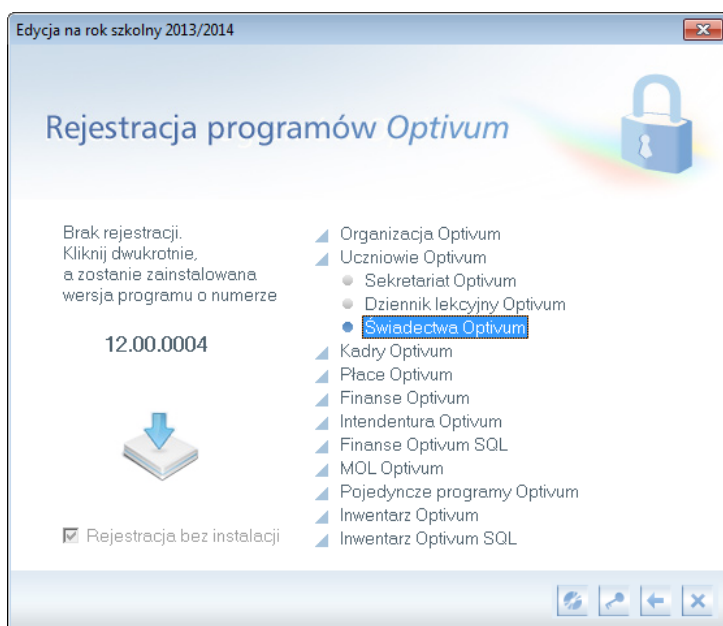 Edycja na rok szkolny 2013/2014
Rejestracja programów Optivum
Brak rejestracji.
Kliknij dwukrotnie,
a zostanie zainstalowana
wersja programu o numerze
12.00.0004
Rejestracja bez instalacji
Organizacja Optivum
Uczniowie Optivum
Sekretariat Optivum
Dziennik lekcyjny Optivum
Świadectwa Optivum
Kadry Optivum
Płace Optivum
Finanse Optivum
Intendentura Optivum
Finanse Optivum SQL
MOL Optivum
Pojedyncze programy Optivum
Inwentarz Optivum
Inwentarz Optivum SQL